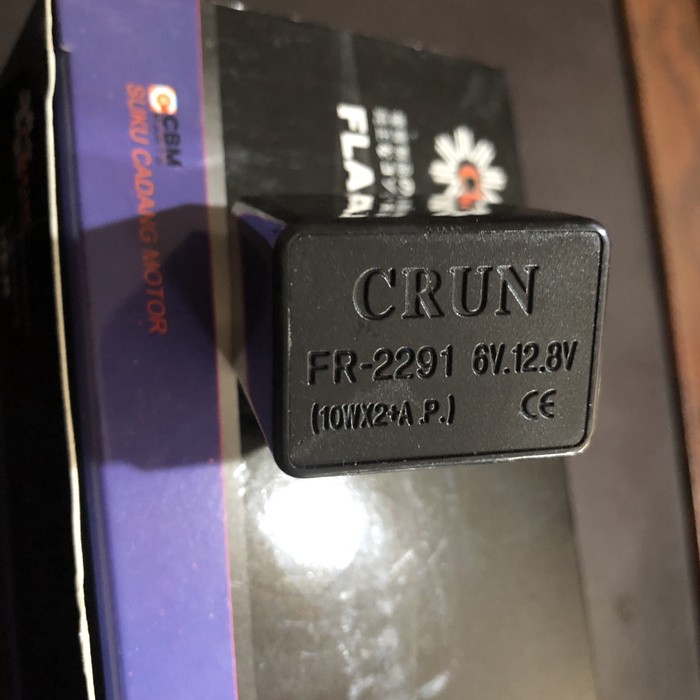 CRUN
FR-2291 6V.12.8V
(10WX2+A.P.)
CE
CBM
SUKU CADANG MOTOR
FLA